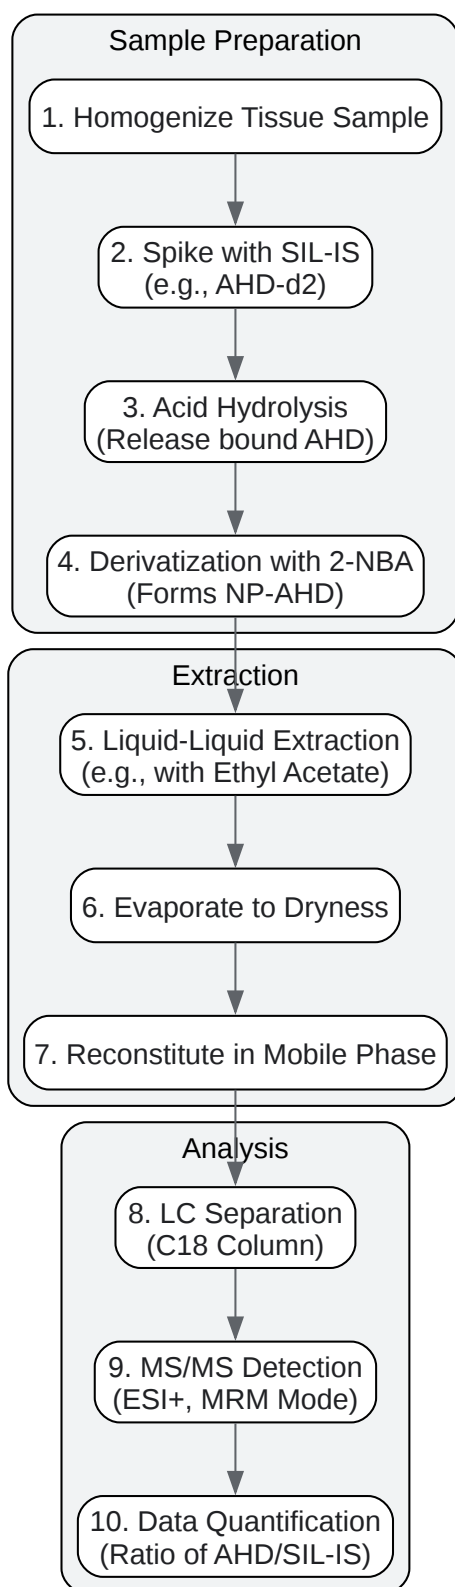 Sample Preparation
1. Homogenize Tissue Sample
2. Spike with SIL-IS
(e.g., AHD-d2)
3. Acid Hydrolysis
(Release bound AHD)
4. Derivatization with 2-NBA
(Forms NP-AHD)
Extraction
5. Liquid-Liquid Extraction
(e.g., with Ethyl Acetate)
6. Evaporate to Dryness
7. Reconstitute in Mobile Phase
Analysis
8. LC Separation
(C18 Column)
9. MS/MS Detection
(ESI+, MRM Mode)
10. Data Quantification
(Ratio of AHD/SIL-IS)